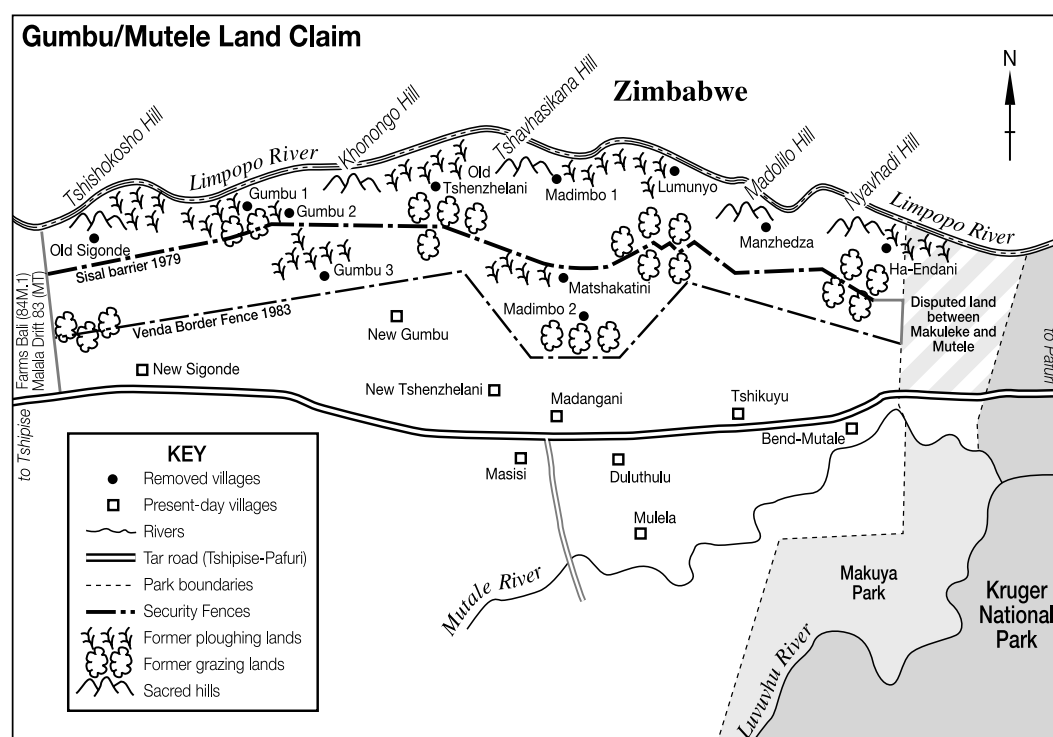 Gumbu/Mutele Land Claim
Zimbabwe
N
Tshishokosho Hill
Limpopo River
Khonongo Hill
Tshavhasikana Hill
Madolilo Hill
Nyavhadi Hill
Limpopo River
Old Sigonde
Gumbu 1
Gumbu 2
Gumbu 3
Old
Tshenzhelani
Madimbo 1
Lumunyo
Manzhedza
Ha-Endani
Matshakatini
Madimbo 2
Sisal barrier 1979
Venda Border Fence 1983
Disputed land
between
Makuleke and
Mutele
Farms Bali (84M.1)
Malala Drift 83 (MT)
to Tshipise
to Pafuri
New Sigonde
New Gumbu
New Tshenzhelani
Madangani
Tshikuyu
Bend-Mutale
Masisi
Duluthulu
Mulela
Mutale River
Luvuvhu River
Makuya
Park
Kruger
National
Park
KEY
Removed villages
Present-day villages
Rivers
Tar road (Tshipise-Pafuri)
Park boundaries
Security Fences
Former ploughing lands
Former grazing lands
Sacred hills